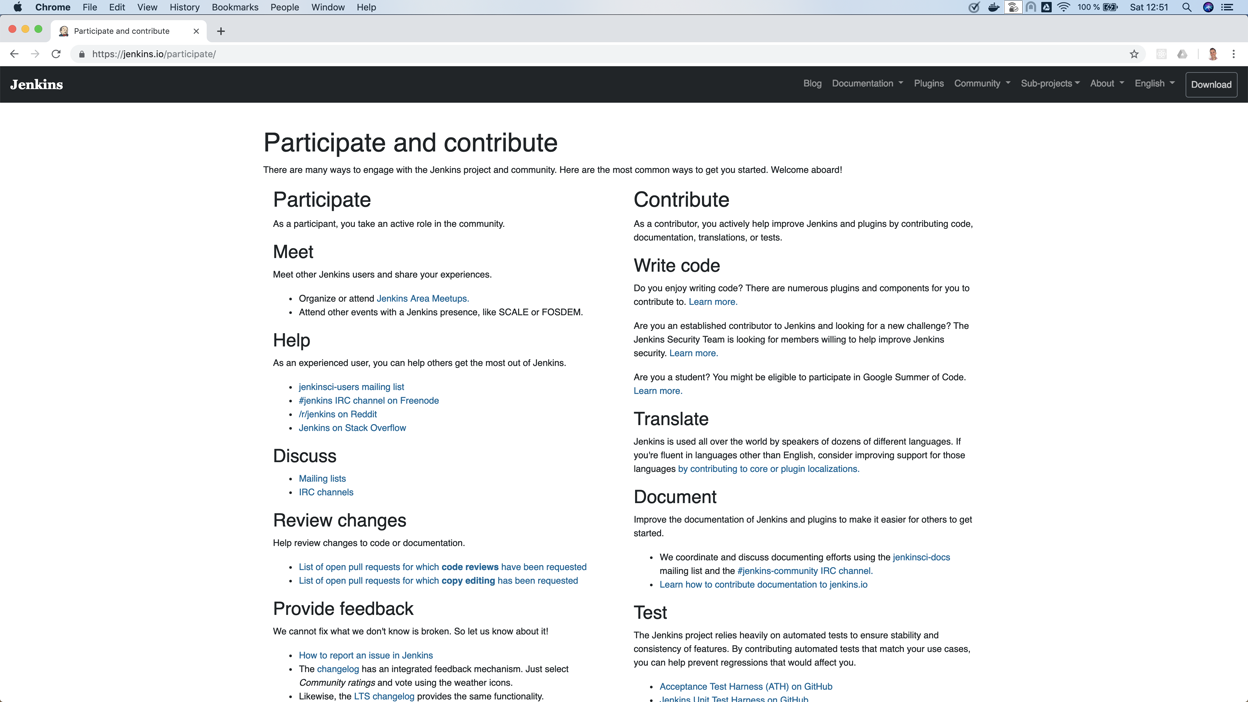 Chrome File Edit View History Bookmarks People Window Help 100 % Sat 12:51
Participate and contribute
https://jenkins.io/participate/
Jenkins Blog Documentation Plugins Community Sub-projects About English Download
Participate and contribute
There are many ways to engage with the Jenkins project and community. Here are the most common ways to get you started. Welcome aboard!
Participate
As a participant, you take an active role in the community.
Meet
Meet other Jenkins users and share your experiences.
• Organize or attend Jenkins Area Meetups.
• Attend other events with a Jenkins presence, like SCALE or FOSDEM.
Help
As an experienced user, you can help others get the most out of Jenkins.
• jenkinsci-users mailing list
• #jenkins IRC channel on Freenode
• /r/jenkins on Reddit
• Jenkins on Stack Overflow
Discuss
• Mailing lists
• IRC channels
Review changes
Help review changes to code or documentation.
• List of open pull requests for which code reviews have been requested
• List of open pull requests for which copy editing has been requested
Provide feedback
We cannot fix what we don't know is broken. So let us know about it!
• How to report an issue in Jenkins
• The changelog has an integrated feedback mechanism. Just select
Community ratings and vote using the weather icons.
• Likewise, the LTS changelog provides the same functionality.
Contribute
As a contributor, you actively help improve Jenkins and plugins by contributing code,
documentation, translations, or tests.
Write code
Do you enjoy writing code? There are numerous plugins and components for you to
contribute to. Learn more.
Are you an established contributor to Jenkins and looking for a new challenge? The
Jenkins Security Team is looking for members willing to help improve Jenkins
security. Learn more.
Are you a student? You might be eligible to participate in Google Summer of Code.
Learn more.
Translate
Jenkins is used all over the world by speakers of dozens of different languages. If
you're fluent in languages other than English, consider improving support for those
languages by contributing to core or plugin localizations.
Document
Improve the documentation of Jenkins and plugins to make it easier for others to get
started.
• We coordinate and discuss documenting efforts using the jenkinsci-docs
mailing list and the #jenkins-community IRC channel.
• Learn how to contribute documentation to jenkins.io
Test
The Jenkins project relies heavily on automated tests to ensure stability and
consistency of features. By contributing automated tests that match your use cases,
you can help prevent regressions that would affect you.
• Acceptance Test Harness (ATH) on GitHub
• Jenkins Unit Test Harness on GitHub